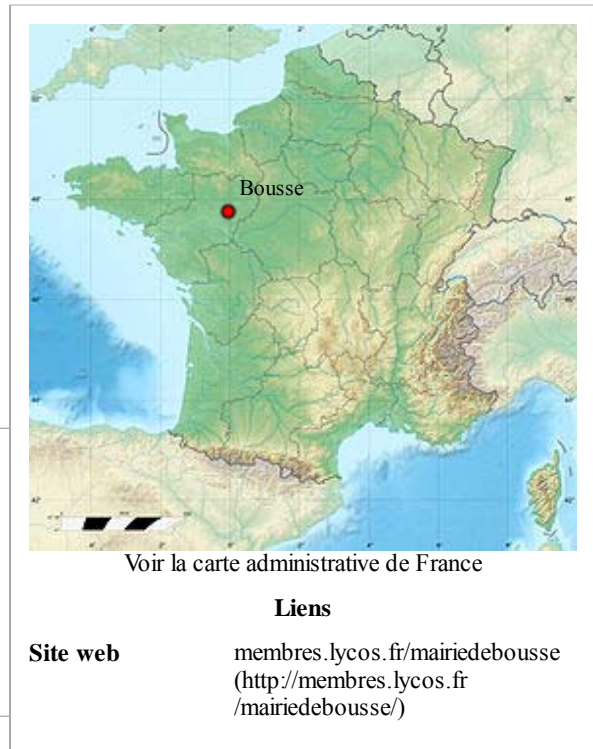 Bousse
Voir la carte administrative de France
Liens
Site web
membres.lycos.fr/mairiedebousse
(http://membres.lycos.fr
/mairiedebousse/)